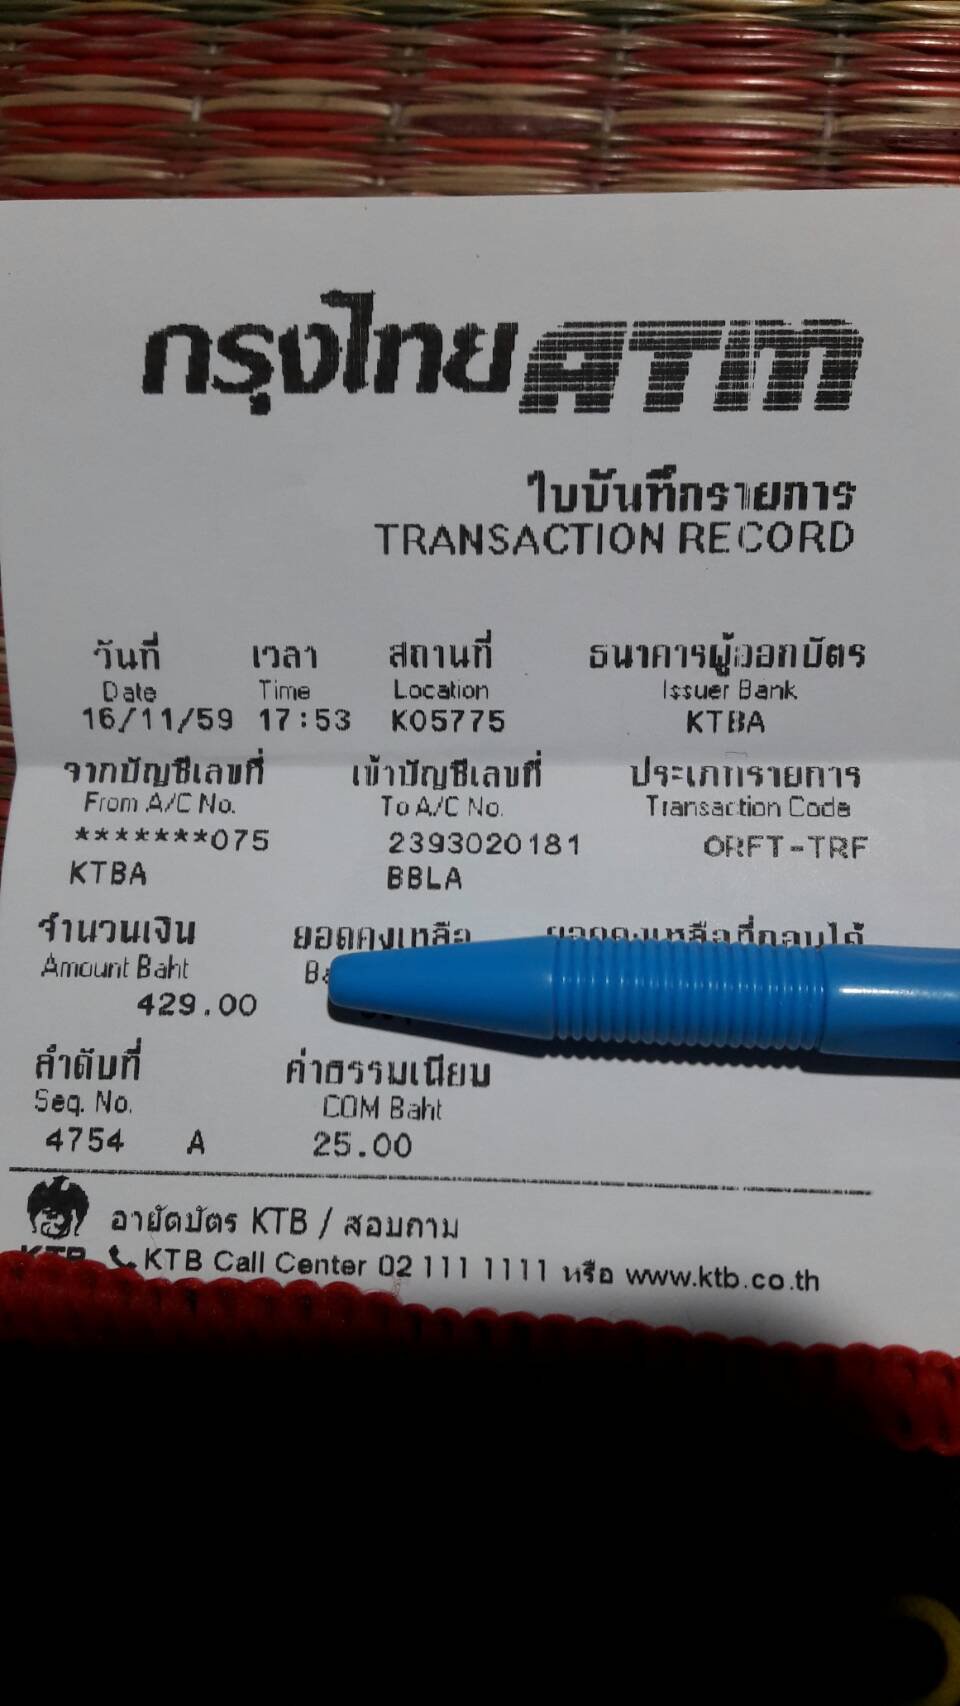 กรุงไทย ATM
ใบบันทึกรายการ
TRANSACTION RECORD
วันที่ เวลา สถานที่ ธนาคารผู้ออกบัตร
Date Time Location Issuer Bank
16/11/59 17:53 K05775 KTBA
จากบัญชีเลขที่ เข้าบัญชีเลขที่ ประเภทรายการ
From A/C No. To A/C No. Transaction Code
*******075 2393020181 ORFT-TRF
KTBA BBLA
จำนวนเงิน ยอดคงเหลือ ยอดคงเหลือที่ถอนได้
Amount Baht
429.00
ลำดับที่ ค่าธรรมเนียม
Seq. No. COM Baht
4754 A 25.00
อายัดบัตร KTB / สอบถาม
KTB KTB Call Center 02 111 1111 หรือ www.ktb.co.th